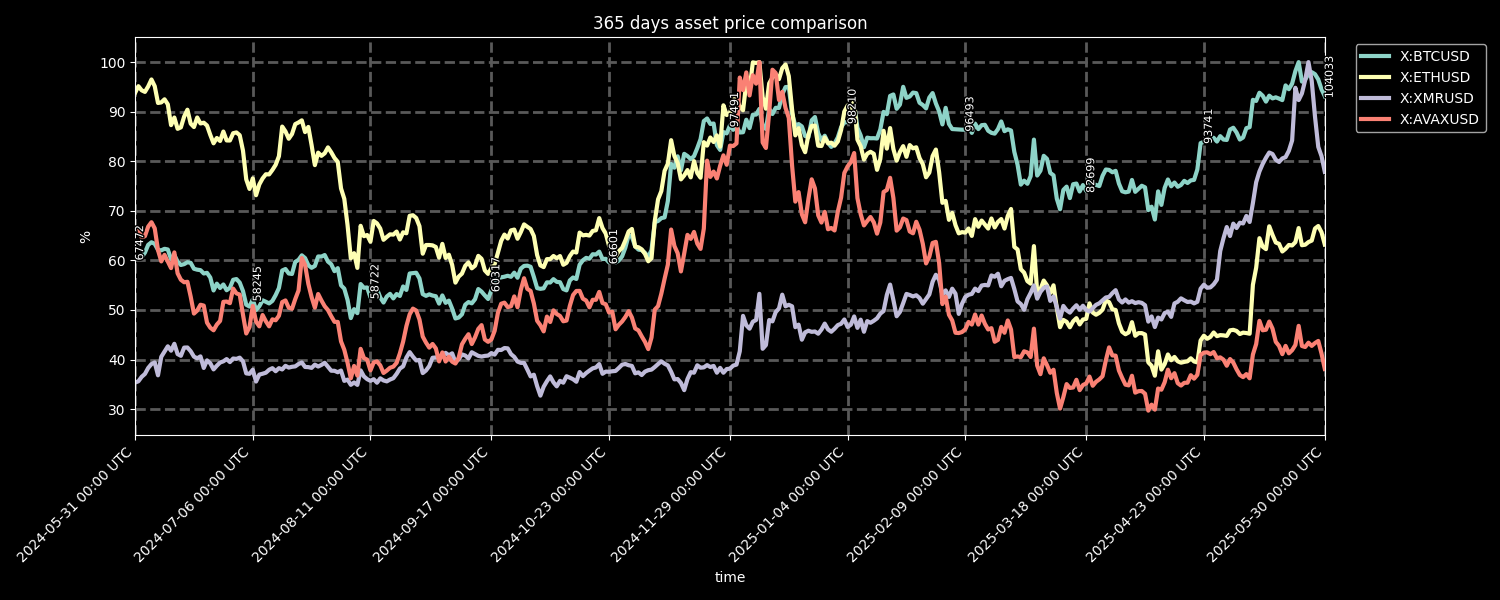 365 days asset price comparison
X:BTCUSD
X:ETHUSD
X:XMRUSD
X:AVAXUSD
100
90
80
70
60
50
40
30
%
67472
58245
58722
60317
66601
97491
98210
96493
82699
93741
104033
2024-05-31 00:00 UTC
2024-07-06 00:00 UTC
2024-08-11 00:00 UTC
2024-09-17 00:00 UTC
2024-10-23 00:00 UTC
2024-11-29 00:00 UTC
2025-01-04 00:00 UTC
2025-02-09 00:00 UTC
2025-03-18 00:00 UTC
2025-04-23 00:00 UTC
2025-05-30 00:00 UTC
time